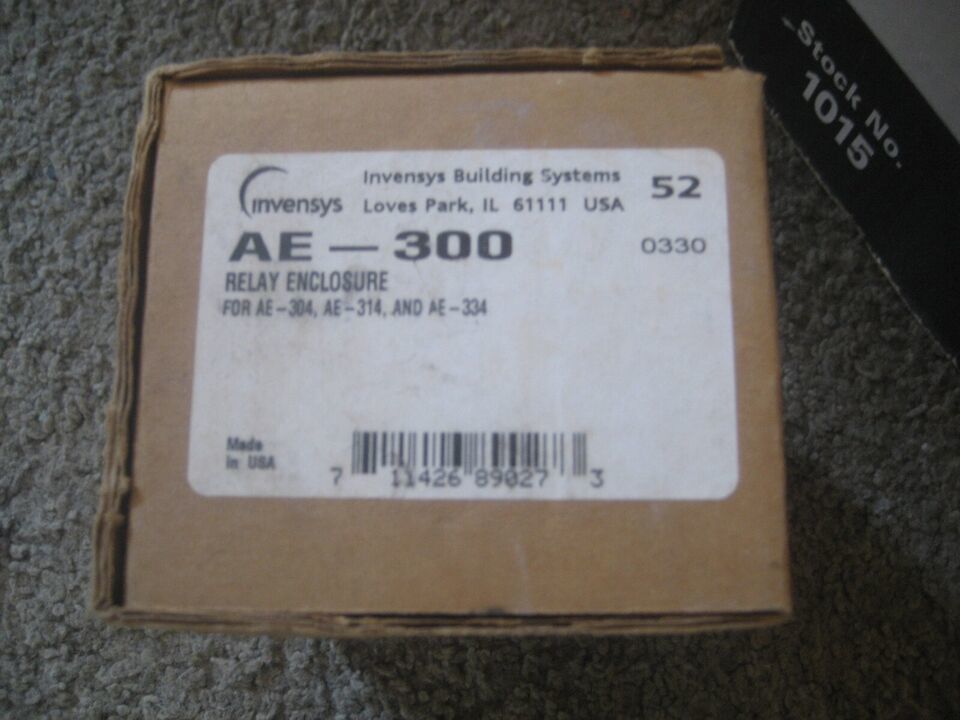 Stock No.
1015
invensys
Invensys Building Systems
Loves Park, IL 61111 USA
52
AE-300
0330
RELAY ENCLOSURE
FOR AE-304, AE-314, AND AE-334
Made
In USA
7 11426 89027 3